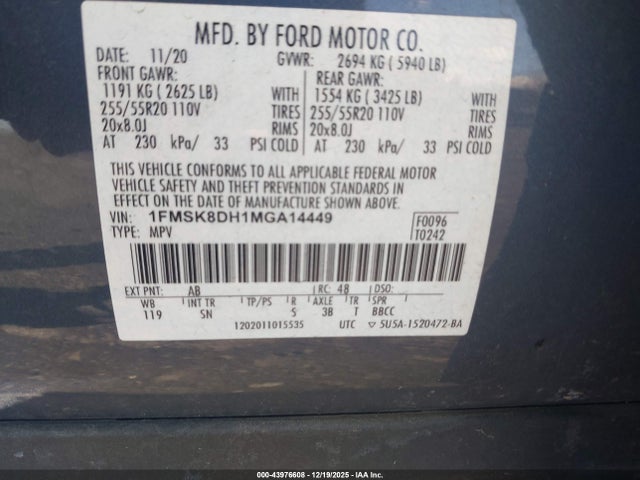 MFD. BY FORD MOTOR CO.
DATE: 11/20 GVWR: 2694 KG ( 5940 LB)
FRONT GAWR: REAR GAWR:
1191 KG ( 2625 LB) WITH 1554 KG ( 3425 LB) WITH
255/55R20 110V TIRES 255/55R20 110V TIRES
20x8.0J RIMS 20x8.0J RIMS
AT 230 kPa/ 33 PSI COLD AT 230 kPa/ 33 PSI COLD
THIS VEHICLE CONFORMS TO ALL APPLICABLE FEDERAL MOTOR
VEHICLE SAFETY AND THEFT PREVENTION STANDARDS IN
EFFECT ON THE DATE OF MANUFACTURE SHOWN ABOVE.
VIN: 1FMSK8DH1MGA14449 F0096
TYPE: MPV T0242
EXT PNT: AB RC: 48 DSO:
WB INT TR TP/PS R AXLE TR SPR
119 SN S 3B T BBCC
1202011015535 UTC 5U5A-1520472-BA
000-43976608 - 12/19/2025 - IAA Inc.